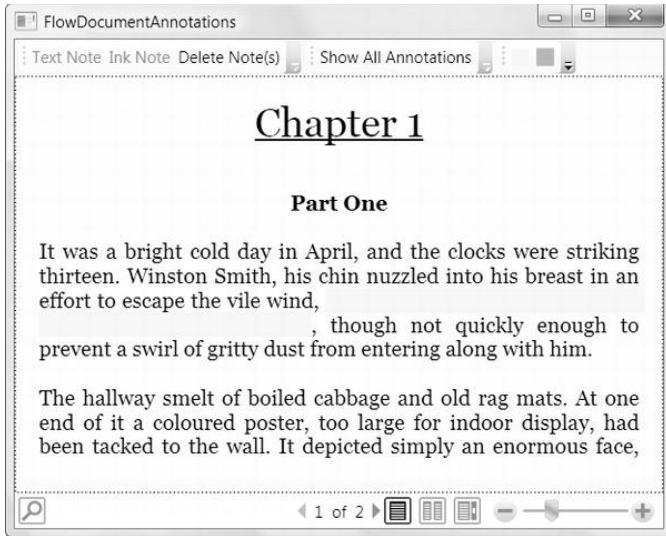 FlowDocumentAnnotations
Text Note Ink Note Delete Note(s) Show All Annotations
Chapter 1
Part One
It was a bright cold day in April, and the clocks were striking
thirteen. Winston Smith, his chin nuzzled into his breast in an
effort to escape the vile wind,
, though not quickly enough to
prevent a swirl of gritty dust from entering along with him.
The hallway smelt of boiled cabbage and old rag mats. At one
end of it a coloured poster, too large for indoor display, had
been tacked to the wall. It depicted simply an enormous face,
1 of 2